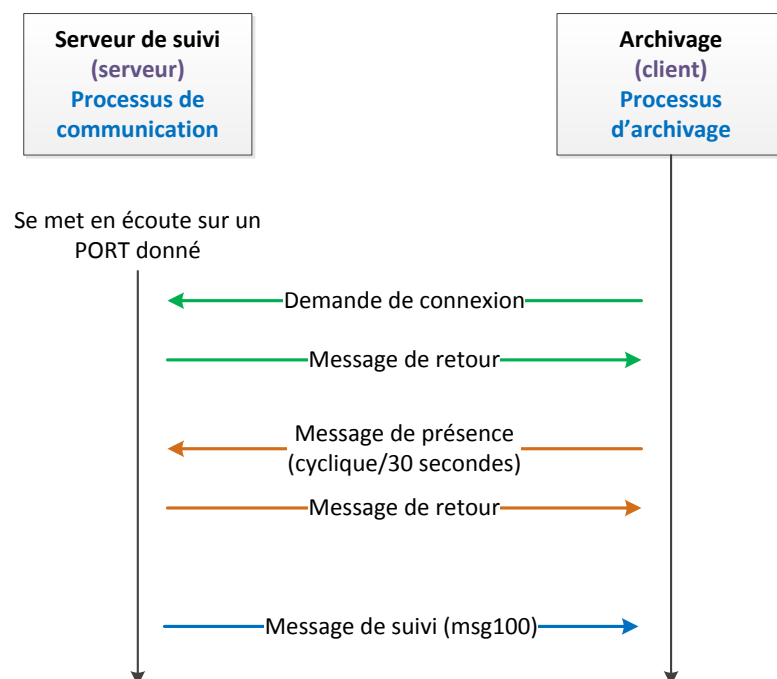 Serveur de suivi
(serveur)
Processus de
communication
Archivage
(client)
Processus
d’archivage
Se met en écoute sur un
PORT donné
Demande de connexion
Message de retour
Message de présence
(cyclique/30 secondes)
Message de retour
Message de suivi (msg100)